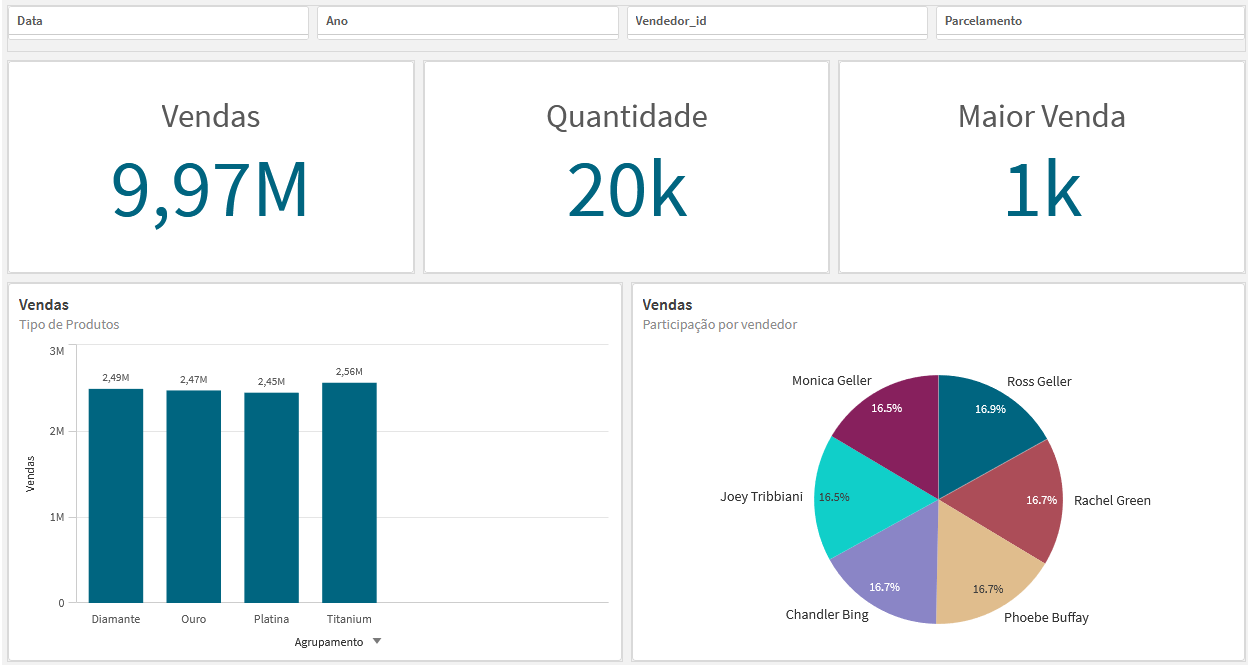 Data
Ano
Vendedor_id
Parcelamento
Vendas
9,97M
Quantidade
20k
Maior Venda
1k
Vendas
Tipo de Produtos
3M
2M
1M
0
Vendas
2,49M
2,47M
2,45M
2,56M
Diamante
Ouro
Platina
Titanium
Agrupamento
Vendas
Participação por vendedor
Ross Geller
16.9%
Rachel Green
16.7%
Phoebe Buffay
16.7%
Chandler Bing
16.7%
Joey Tribbiani
16.5%
Monica Geller
16.5%